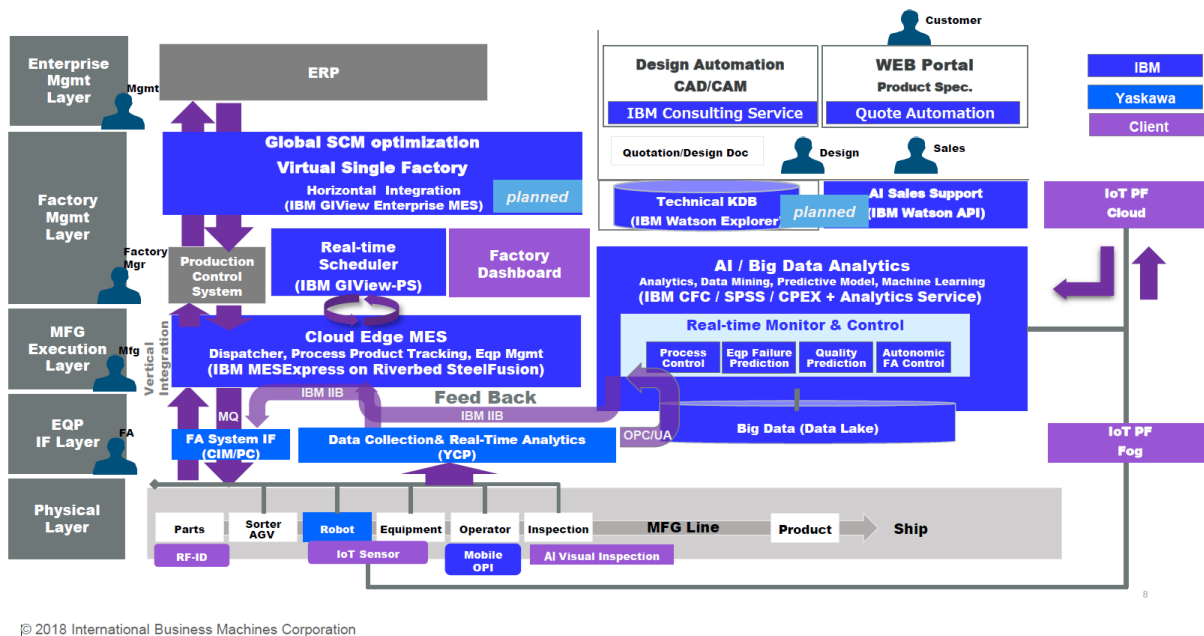 Customer
Enterprise
Mgmt
Layer
Mgmt
ERP
Design Automation
CAD/CAM
IBM Consulting Service
WEB Portal
Product Spec.
Quote Automation
IBM
Yaskawa
Client
Global SCM optimization
Virtual Single Factory
Horizontal Integration
(IBM GIView Enterprise MES)
planned
Quotation/Design Doc
Design
Sales
Factory
Mgmt
Layer
Factory
Mgr
Technical KDB
(IBM Watson Explorer)
planned
AI Sales Support
(IBM Watson API)
IoT PF
Cloud
Production
Control
System
Real-time
Scheduler
(IBM GIView-PS)
Factory
Dashboard
AI / Big Data Analytics
Analytics, Data Mining, Predictive Model, Machine Learning
(IBM CFC / SPSS / CPEX + Analytics Service)
Real-time Monitor & Control
Process
Control
Eqp Failure
Prediction
Quality
Prediction
Autonomic
FA Control
MFG
Execution
Layer
Mfg
Vertical
Integration
Cloud Edge MES
Dispatcher, Process Product Tracking, Eqp Mgmt
(IBM MESExpress on Riverbed SteelFusion)
IBM IIB
Feed Back
IBM IIB
MQ
EQP
IF Layer
FA
FA System IF
(CIM/PC)
Data Collection& Real-Time Analytics
(YCP)
OPC/UA
Big Data (Data Lake)
IoT PF
Fog
Physical
Layer
Parts
Sorter
AGV
Robot
Equipment
Operator
Inspection
MFG Line
Product
Ship
RF-ID
IoT Sensor
Mobile
OPI
AI Visual Inspection
8
© 2018 International Business Machines Corporation